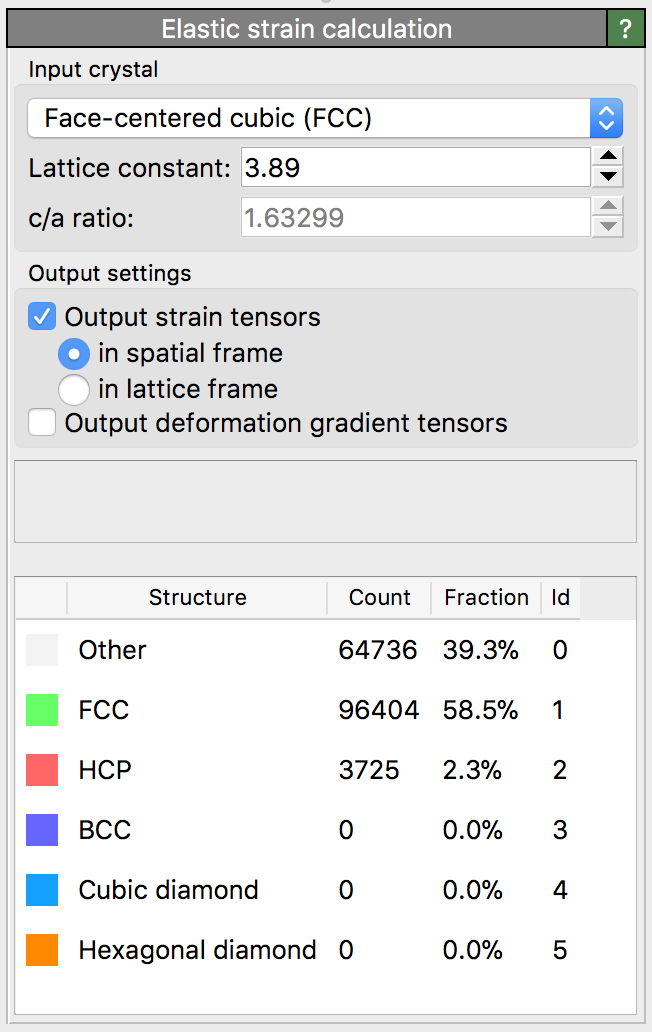 Elastic strain calculation ?
Input crystal
Face-centered cubic (FCC)
Lattice constant: 3.89
c/a ratio: 1.63299
Output settings
Output strain tensors
in spatial frame
in lattice frame
Output deformation gradient tensors
Structure Count Fraction Id
Other 64736 39.3% 0
FCC 96404 58.5% 1
HCP 3725 2.3% 2
BCC 0 0.0% 3
Cubic diamond 0 0.0% 4
Hexagonal diamond 0 0.0% 5